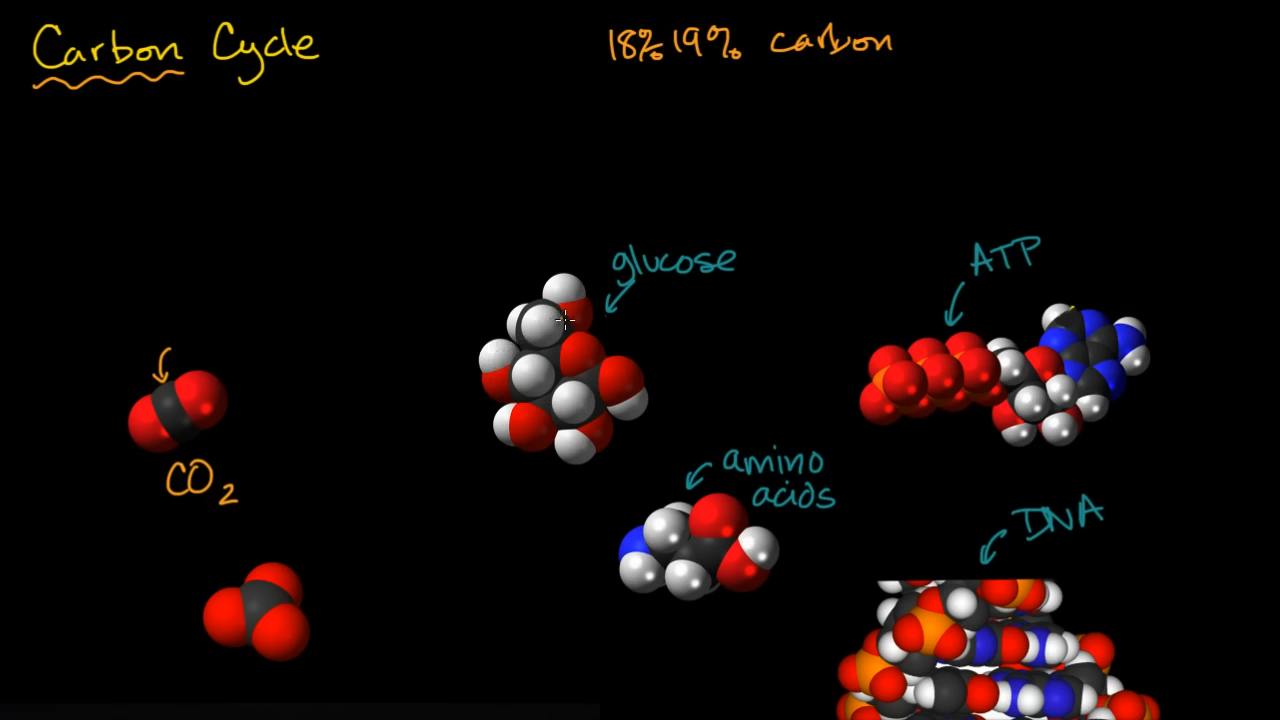 Carbon Cycle
18% 19% carbon
glucose
ATP
CO2
amino
acids
DNA